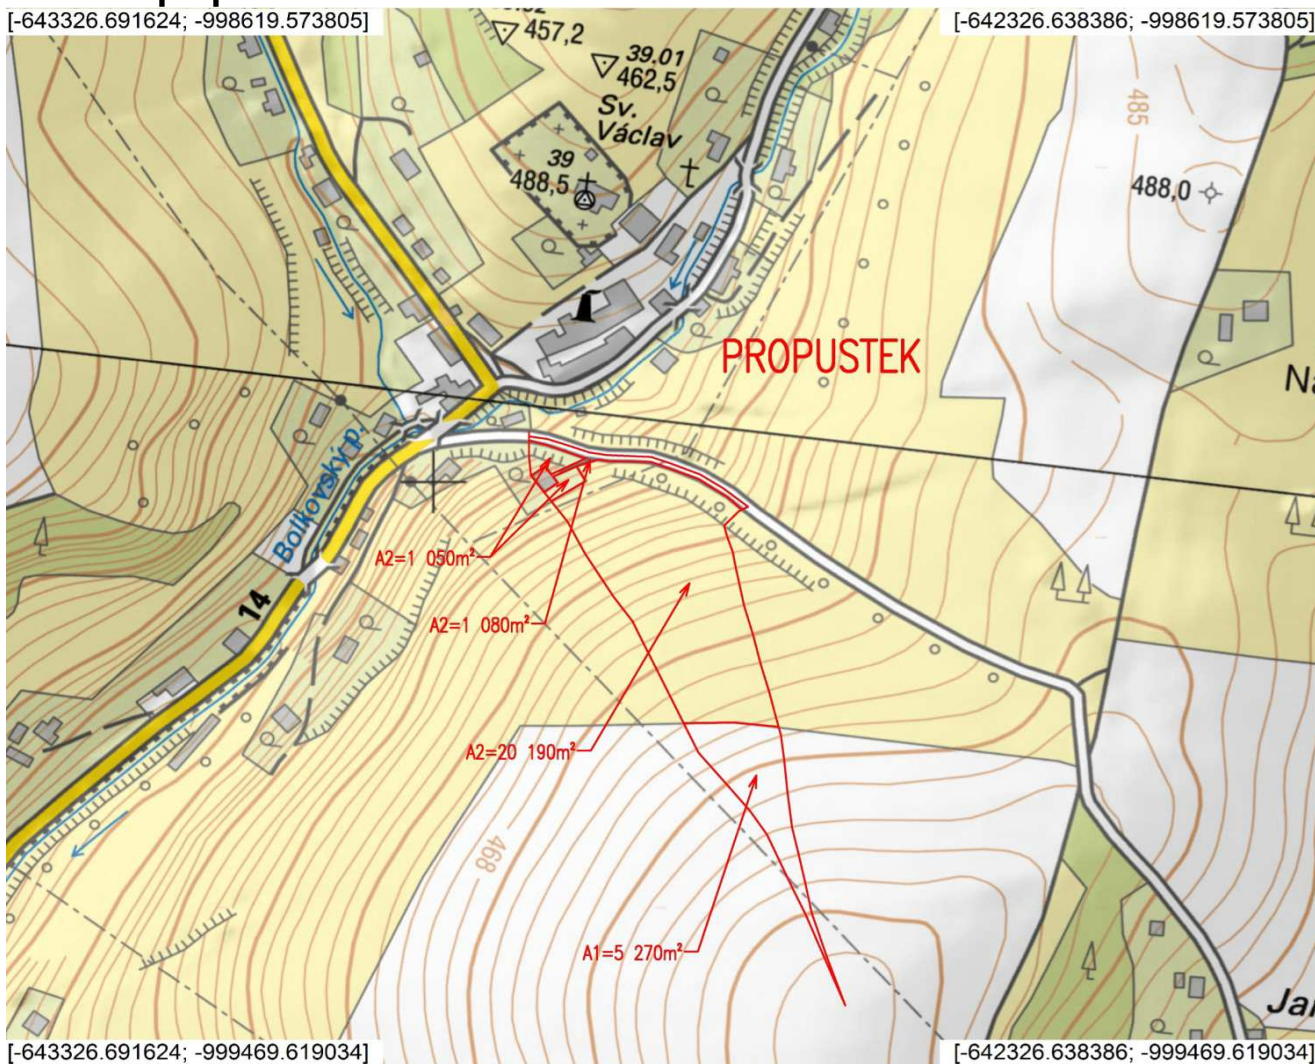 [-643326.691624; -998619.573805]
[-642326.638386; -998619.573805]
457,2
39.01
462,5
Sv.
Václav
39
488,5
485
488,0
PROPUSTEK
Bolkovský p.
14
A2=1 050m²
A2=1 080m²
A2=20 190m²
468
A1=5 270m²
[-643326.691624; -999469.619034]
[-642326.638386; -999469.619034]